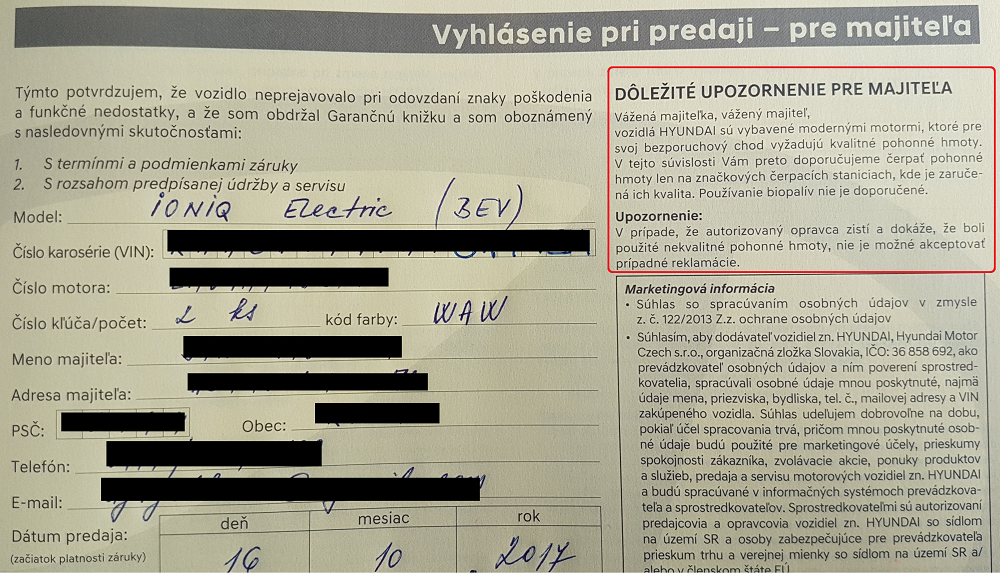 Vyhlásenie pri predaji – pre majiteľa
Týmto potvrdzujem, že vozidlo neprejavovalo pri odovzdaní znaky poškodenia
a funkčné nedostatky, a že som obdržal Garančnú knižku a som oboznámený
s nasledovnými skutočnosťami:
1. S termínmi a podmienkami záruky
2. S rozsahom predpísanej údržby a servisu
Model: IONIQ Electric (BEV)
Číslo karosérie (VIN):
Číslo motora:
Číslo kľúča/počet: 2 ks kód farby: WAW
Meno majiteľa:
Adresa majiteľa:
PSČ: Obec:
Telefón:
E-mail:
deň mesiac rok
Dátum predaja:
(začiatok platnosti záruky) 16 10 2017
DÔLEŽITÉ UPOZORNENIE PRE MAJITEĽA
Vážená majiteľka, vážený majiteľ,
vozidlá HYUNDAI sú vybavené modernými motormi, ktoré pre
svoj bezporuchový chod vyžadujú kvalitné pohonné hmoty.
V tejto súvislosti Vám preto doporučujeme čerpať pohonné
hmoty len na značkových čerpacích staniciach, kde je zaruče-
ná ich kvalita. Používanie biopalív nie je doporučené.
Upozornenie:
V prípade, že autorizovaný opravca zistí a dokáže, že boli
použité nekvalitné pohonné hmoty, nie je možné akceptovať
prípadné reklamácie.
Marketingová informácia
• Súhlas so spracúvaním osobných údajov v zmysle
z. č. 122/2013 Z.z. ochrane osobných údajov
• Súhlasím, aby dodávateľ vozidiel zn. HYUNDAI, Hyundai Motor
Czech s.r.o., organizačná zložka Slovakia, IČO: 36 858 692, ako
prevádzkovateľ osobných údajov a ním poverení sprostred-
kovatelia, spracúvali osobné údaje mnou poskytnuté, najmä
údaje mena, priezviska, bydliska, tel. č., mailovej adresy a VIN
zakúpeného vozidla. Súhlas udeľujem dobrovoľne na dobu,
pokiaľ účel spracovania trvá, pričom mnou poskytnuté osob-
né údaje budú použité pre marketingové účely, prieskumy
spokojnosti zákazníka, zvolávacie akcie, ponuky produktov
a služieb, predaja a servisu motorových vozidiel zn. HYUNDAI
a budú spracúvané v informačných systémoch prevádzkova-
teľa a sprostredkovateľov. Sprostredkovateľmi sú autorizovaní
predajcovia a opravcovia vozidiel zn. HYUNDAI so sídlom
na území SR a osoby zabezpečujúce pre prevádzkovateľa
prieskum trhu a verejnej mienky so sídlom na území SR a/
alebo v členskom štáte EÚ